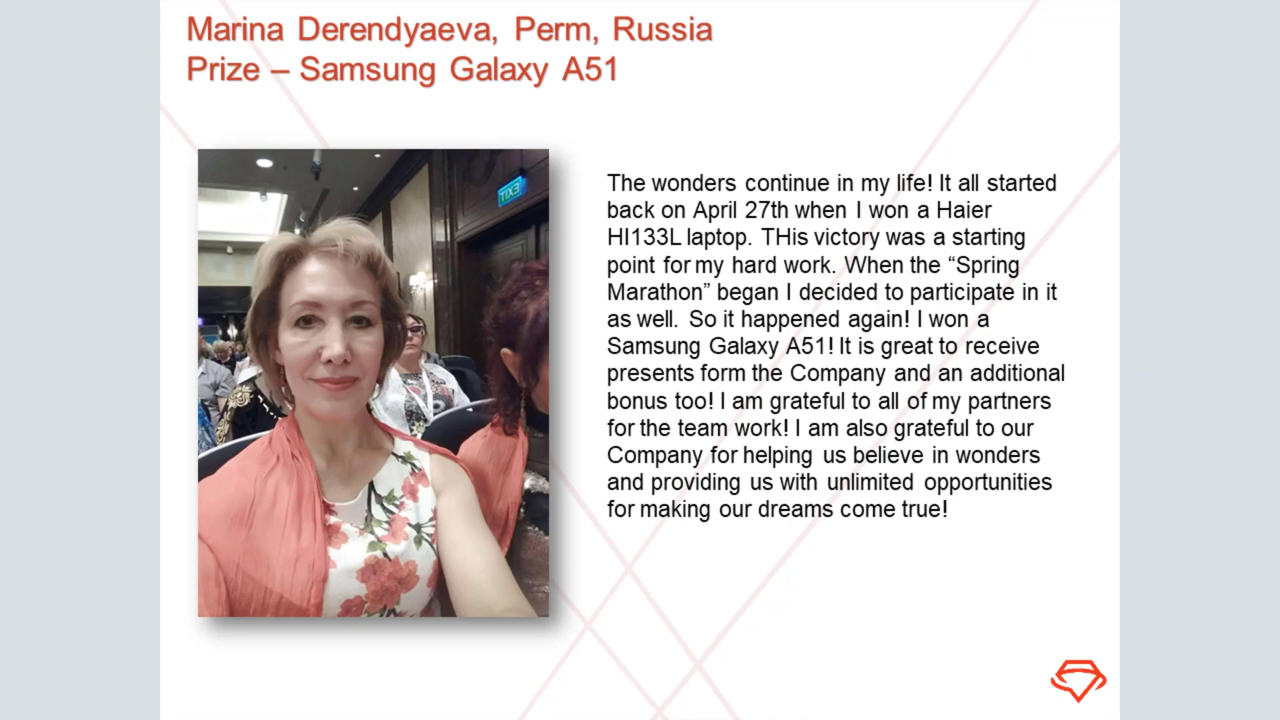 Marina Derendyaeva, Perm, Russia
Prize – Samsung Galaxy A51
EXIT
The wonders continue in my life! It all started
back on April 27th when I won a Haier
HI133L laptop. THis victory was a starting
point for my hard work. When the “Spring
Marathon” began I decided to participate in it
as well. So it happened again! I won a
Samsung Galaxy A51! It is great to receive
presents form the Company and an additional
bonus too! I am grateful to all of my partners
for the team work! I am also grateful to our
Company for helping us believe in wonders
and providing us with unlimited opportunities
for making our dreams come true!